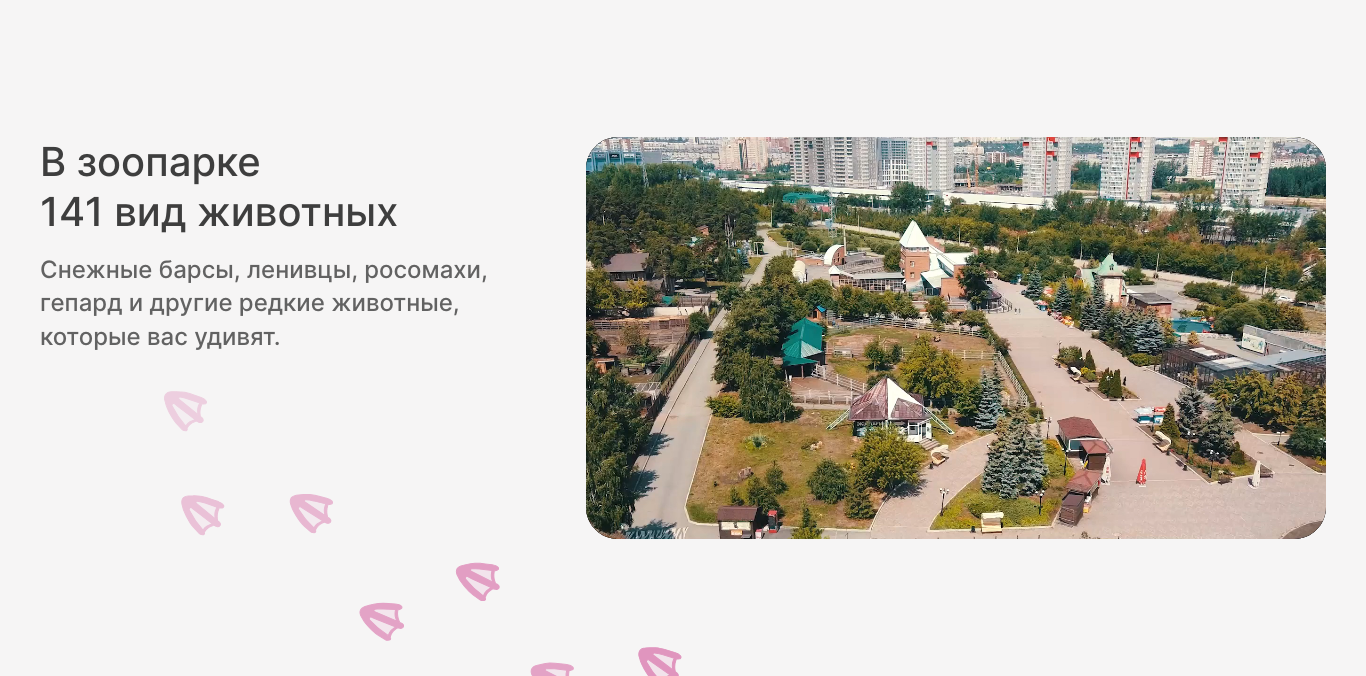 В зоопарке
141 вид животных
Снежные барсы, ленивцы, росомахи,
гепард и другие редкие животные,
которые вас удивят.